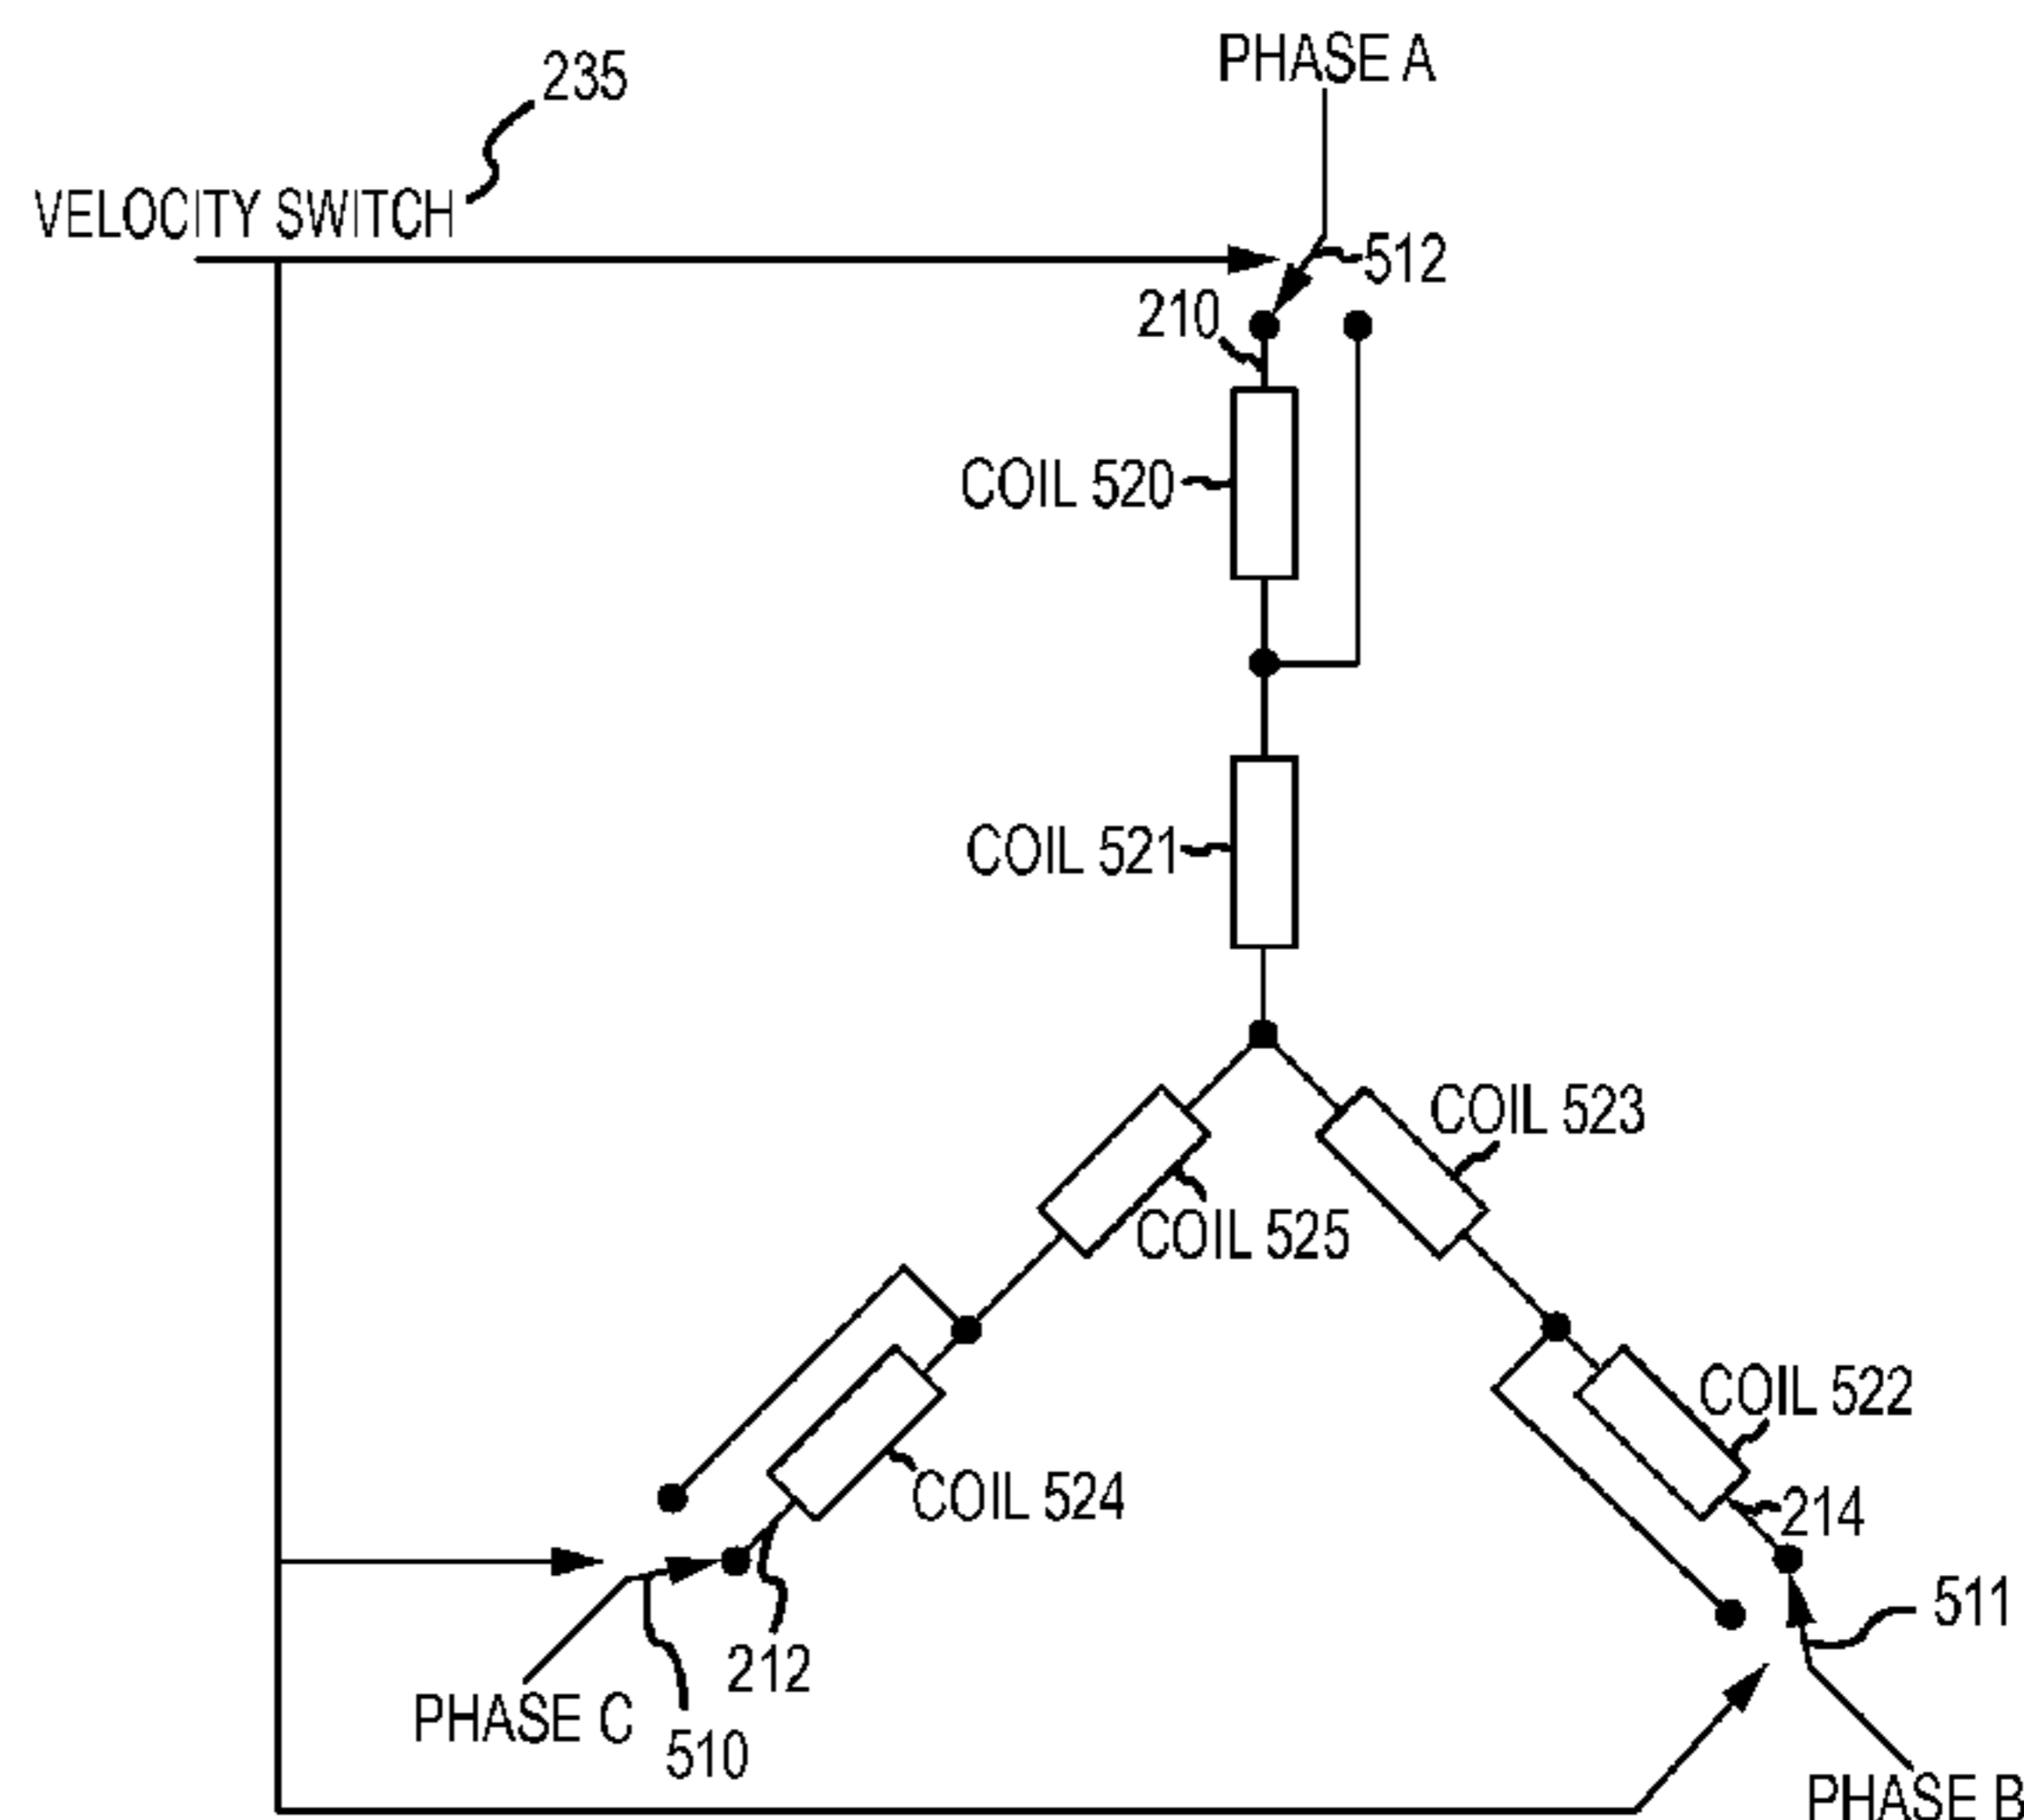 PHASE A
235
VELOCITY SWITCH
512
210
COIL 520
COIL 521
COIL 523
COIL 525
COIL 522
COIL 524
214
511
212
PHASE C
510
PHASE B